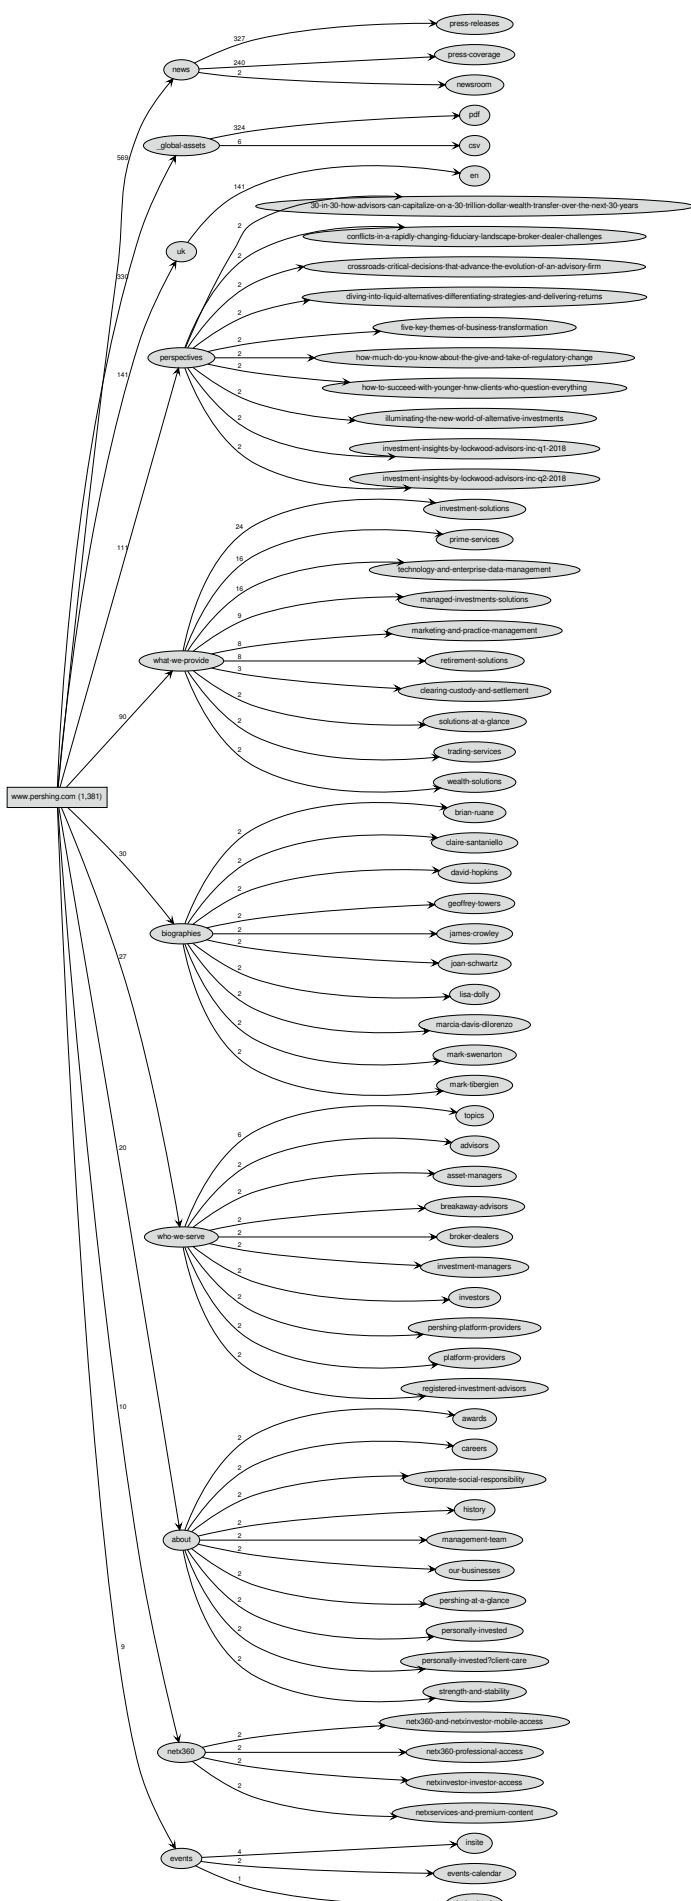 327
press-releases
240
press-coverage
news
2
newsroom
569
324
pdf
_global-assets
6
csv
330
141
en
uk
141
2
30-in-30-how-advisors-can-capitalize-on-a-30-trillion-dollar-wealth-transfer-over-the-next-30-years
2
conflicts-in-a-rapidly-changing-fiduciary-landscape-broker-dealer-challenges
2
crossroads-critical-decisions-that-advance-the-evolution-of-an-advisory-firm
2
diving-into-liquid-alternatives-differentiating-strategies-and-delivering-returns
2
five-key-themes-of-business-transformation
perspectives
2
how-much-do-you-know-about-the-give-and-take-of-regulatory-change
2
how-to-succeed-with-younger-hnw-clients-who-question-everything
2
illuminating-the-new-world-of-alternative-investments
2
investment-insights-by-lockwood-advisors-inc-q1-2018
2
investment-insights-by-lockwood-advisors-inc-q2-2018
111
24
investment-solutions
16
prime-services
16
technology-and-enterprise-data-management
9
managed-investments-solutions
8
marketing-and-practice-management
what-we-provide
8
retirement-solutions
3
clearing-custody-and-settlement
2
solutions-at-a-glance
2
trading-services
2
wealth-solutions
90
www.pershing.com (1,381)
2
brian-ruane
2
claire-santaniello
2
david-hopkins
30
2
geoffrey-towers
biographies
2
james-crowley
2
joan-schwartz
2
lisa-dolly
2
marcia-davis-dilorenzo
2
mark-swenarton
2
mark-tibergien
27
6
topics
2
advisors
2
asset-managers
2
breakaway-advisors
who-we-serve
2
broker-dealers
2
investment-managers
2
investors
2
pershing-platform-providers
2
platform-providers
2
registered-investment-advisors
20
2
awards
2
careers
2
corporate-social-responsibility
2
history
about
2
management-team
2
our-businesses
2
pershing-at-a-glance
2
personally-invested
2
personally-invested?client-care
2
strength-and-stability
10
2
netx360-and-netxinvestor-mobile-access
netx360
2
netx360-professional-access
2
netxinvestor-investor-access
2
netxservices-and-premium-content
9
4
insite
events
2
events-calendar
1